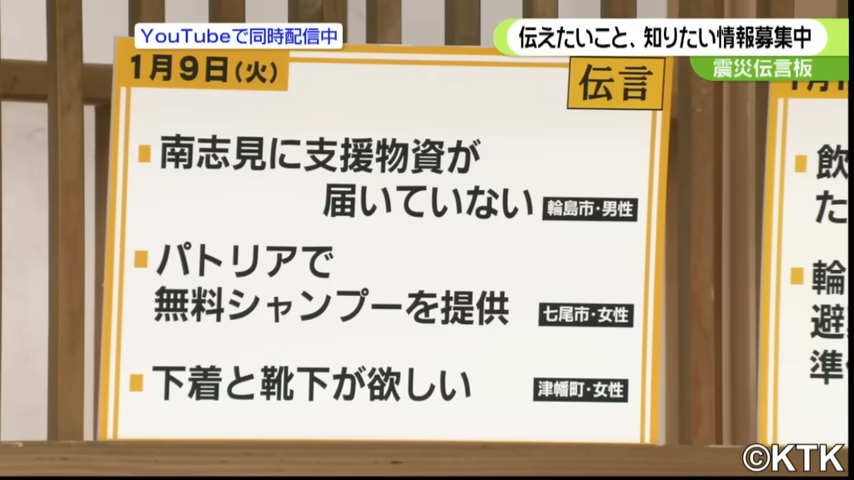 YouTubeで同時配信中
伝えたいこと、知りたい情報募集中
震災伝言板
1月9日(火)
伝言
南志見に支援物資が
届いていない
輪島市・男性
パトリアで
無料シャンプーを提供
七尾市・女性
下着と靴下が欲しい
津幡町・女性
飲
た
輪
避
準
©KTK